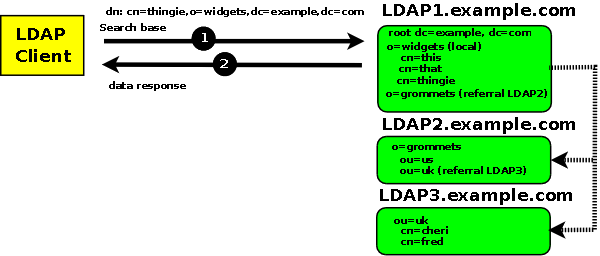 dn: cn=thingie,o=widgets,dc=example,dc=com
LDAP1.example.com
LDAP
Client
Search base
1
2
data response
root dc=example, dc=com
o=widgets (local)
cn=this
cn=that
cn=thingie
o=grommets (referral LDAP2)
LDAP2.example.com
o=grommets
ou=us
ou=uk (referral LDAP3)
LDAP3.example.com
ou=uk
cn=cheri
cn=fred